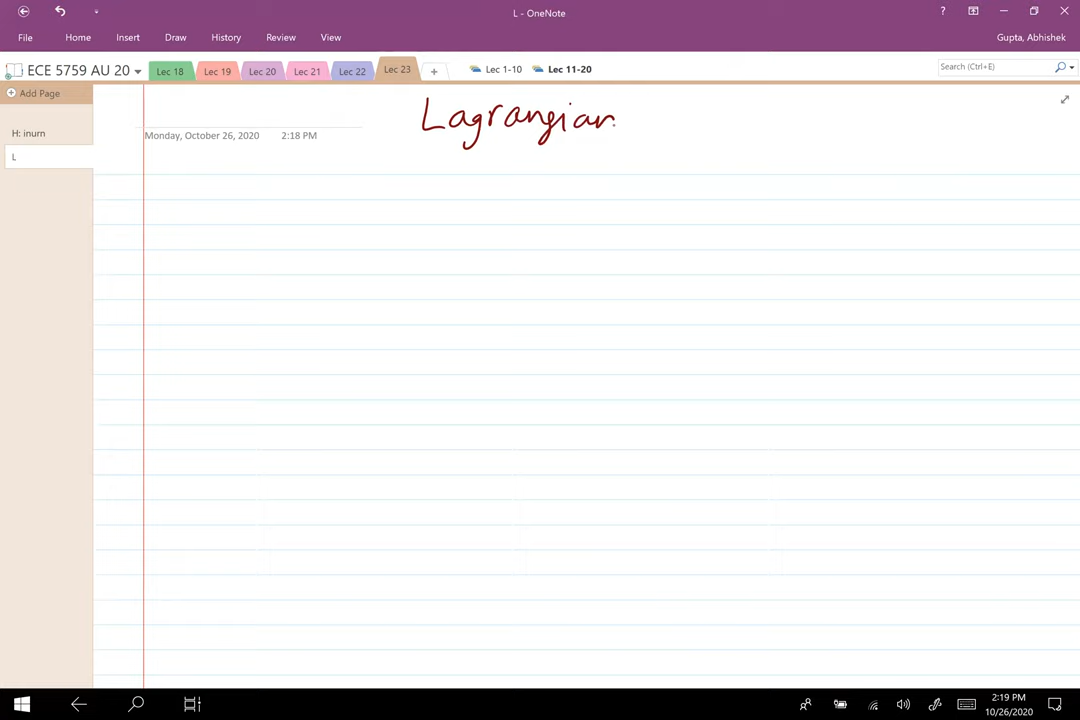 L - OneNote
?
File Home Insert Draw History Review View
Gupta, Abhishek
ECE 5759 AU 20
Lec 18 Lec 19 Lec 20 Lec 21 Lec 22 Lec 23 +
Lec 1-10 Lec 11-20
Search (Ctrl+E)
Add Page
Lagrangian
H: inurn
Monday, October 26, 2020 2:18 PM
L
2:19 PM
10/26/2020